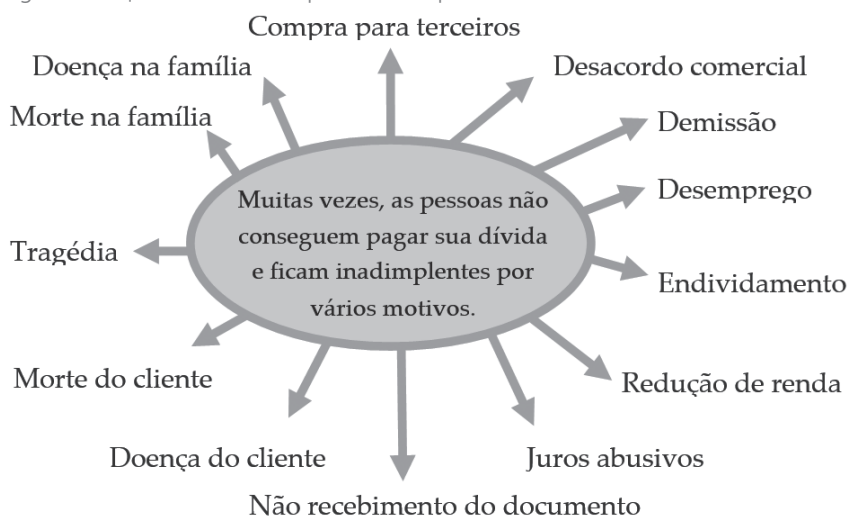 Compra para terceiros
Doença na família
Desacordo comercial
Morte na família
Demissão
Muitas vezes, as pessoas não
conseguem pagar sua dívida
e ficam inadimplentes por
vários motivos.
Desemprego
Tragédia
Endividamento
Morte do cliente
Redução de renda
Doença do cliente
Juros abusivos
Não recebimento do documento